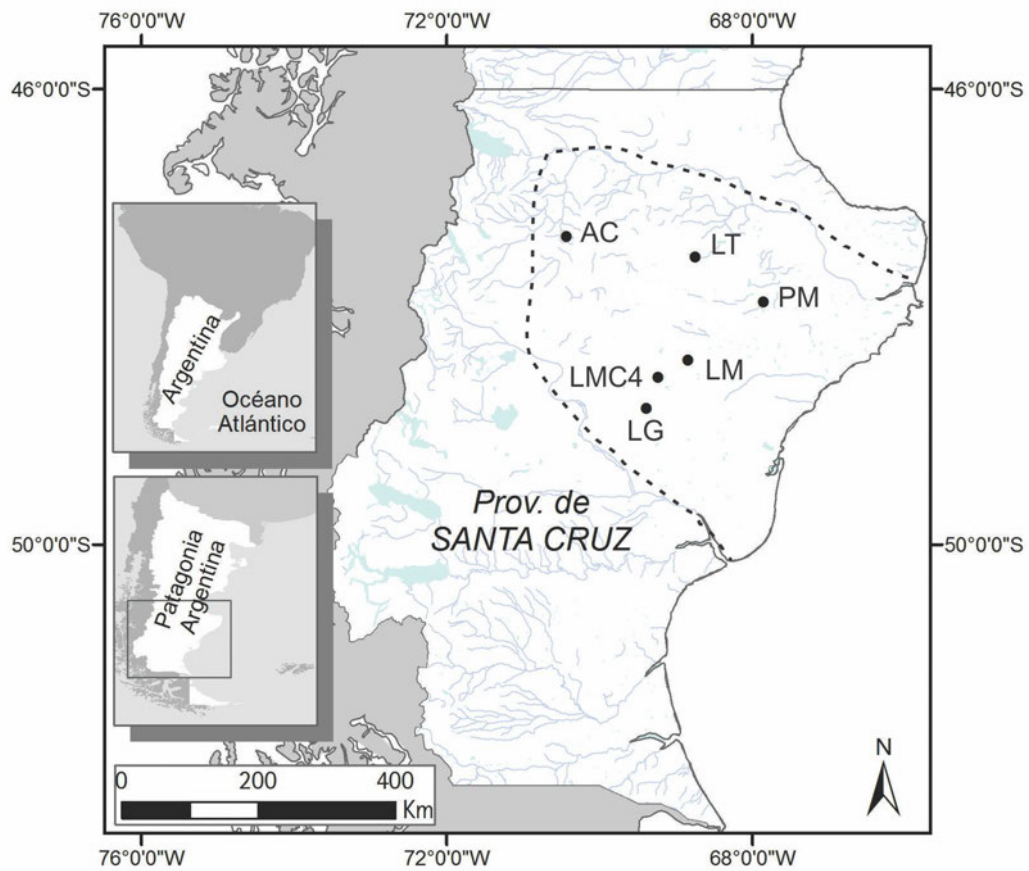 76°0'0"W
72°0'0"W
68°0'0"W
46°0'0"S
46°0'0"S
AC
LT
PM
LM
LMC4
LG
Argentina
Océano
Atlántico
Patagonia
Argentina
Prov. de
SANTA CRUZ
50°0'0"S
50°0'0"S
0
200
400
Km
N
76°0'0"W
72°0'0"W
68°0'0"W